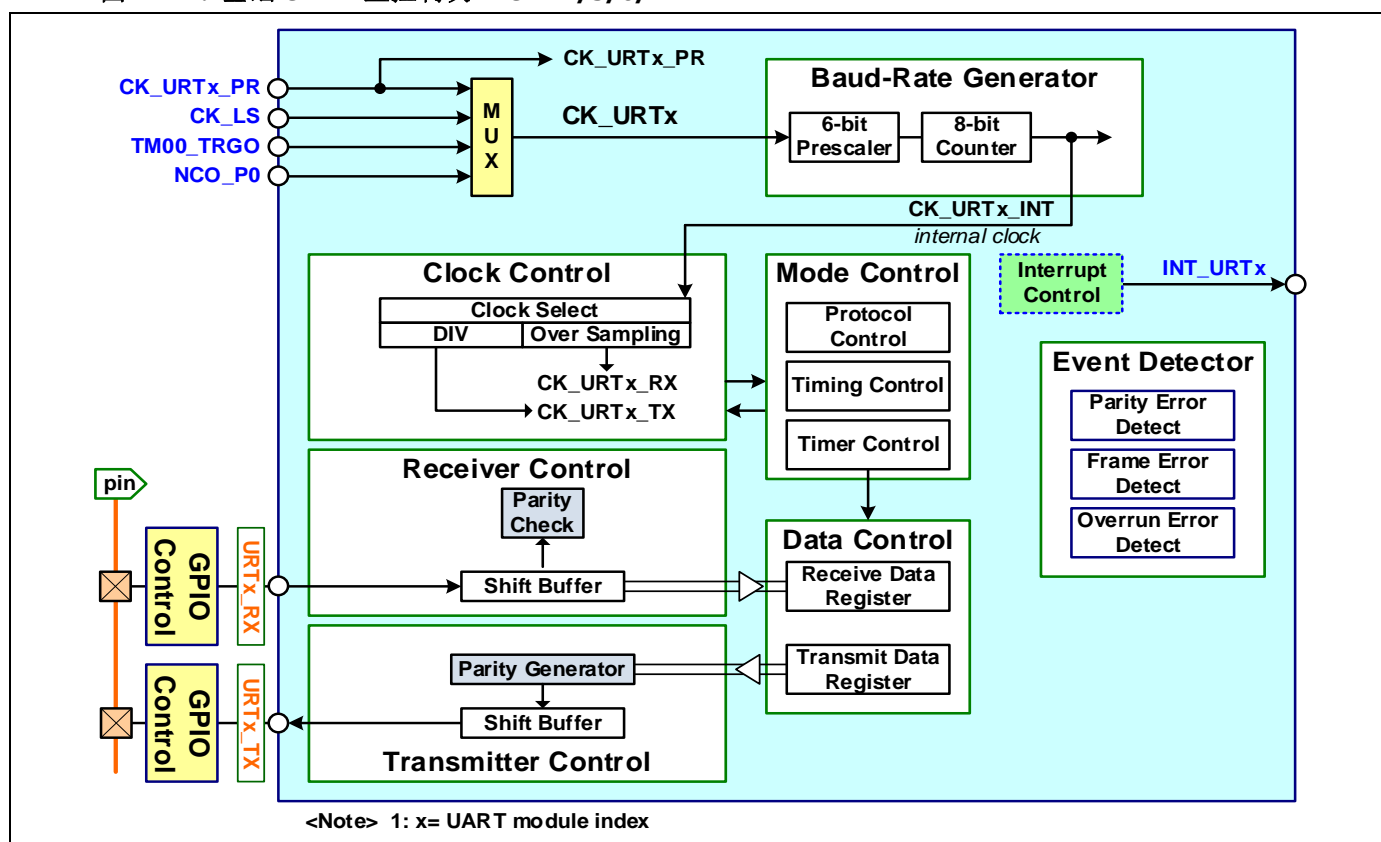 CK_URTx_PR
CK_URTx_PR
CK_LS
TM00_TRGO
NCO_P0
M
U
X
CK_URTx
Baud-Rate Generator
6-bit
Prescaler
8-bit
Counter
CK_URTx_INT
internal clock
Clock Control
Clock Select
DIV
Over Sampling
CK_URTx_RX
CK_URTx_TX
Mode Control
Protocol
Control
Timing Control
Timer Control
Interrupt
Control
INT_URTx
Event Detector
Parity Error
Detect
Frame Error
Detect
Overrun Error
Detect
pin
GPIO
Control
URTx_RX
Receiver Control
Parity
Check
Shift Buffer
Data Control
Receive Data
Register
Transmit Data
Register
GPIO
Control
URTx_TX
Parity Generator
Shift Buffer
Transmitter Control
<Note> 1: x= UART module index